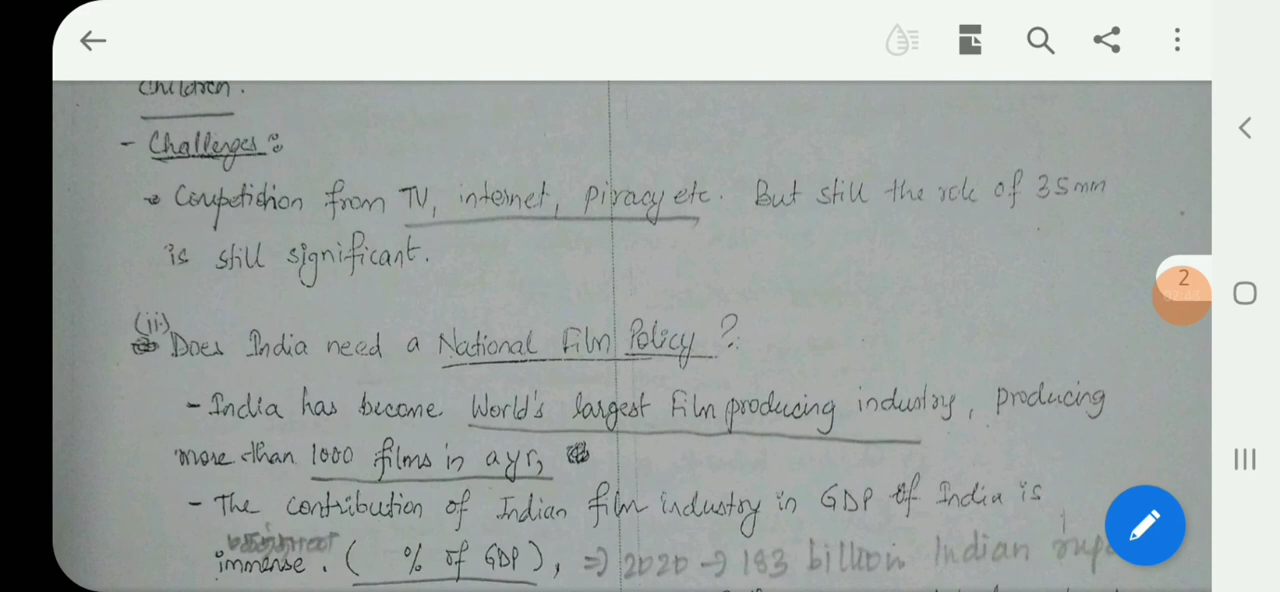 children.
- Challenges :
Competition from TV, internet, Piracy etc. But still the role of 35mm
is still significant.
2
(ii)
Does India need a National Film Policy ?
- India has become World's largest Film producing industry, producing
more than 1000 films in a yr,
- The contribution of Indian film industry in GDP of India is
immense. ( % of GDP), => 2020 -> 183 billion Indian